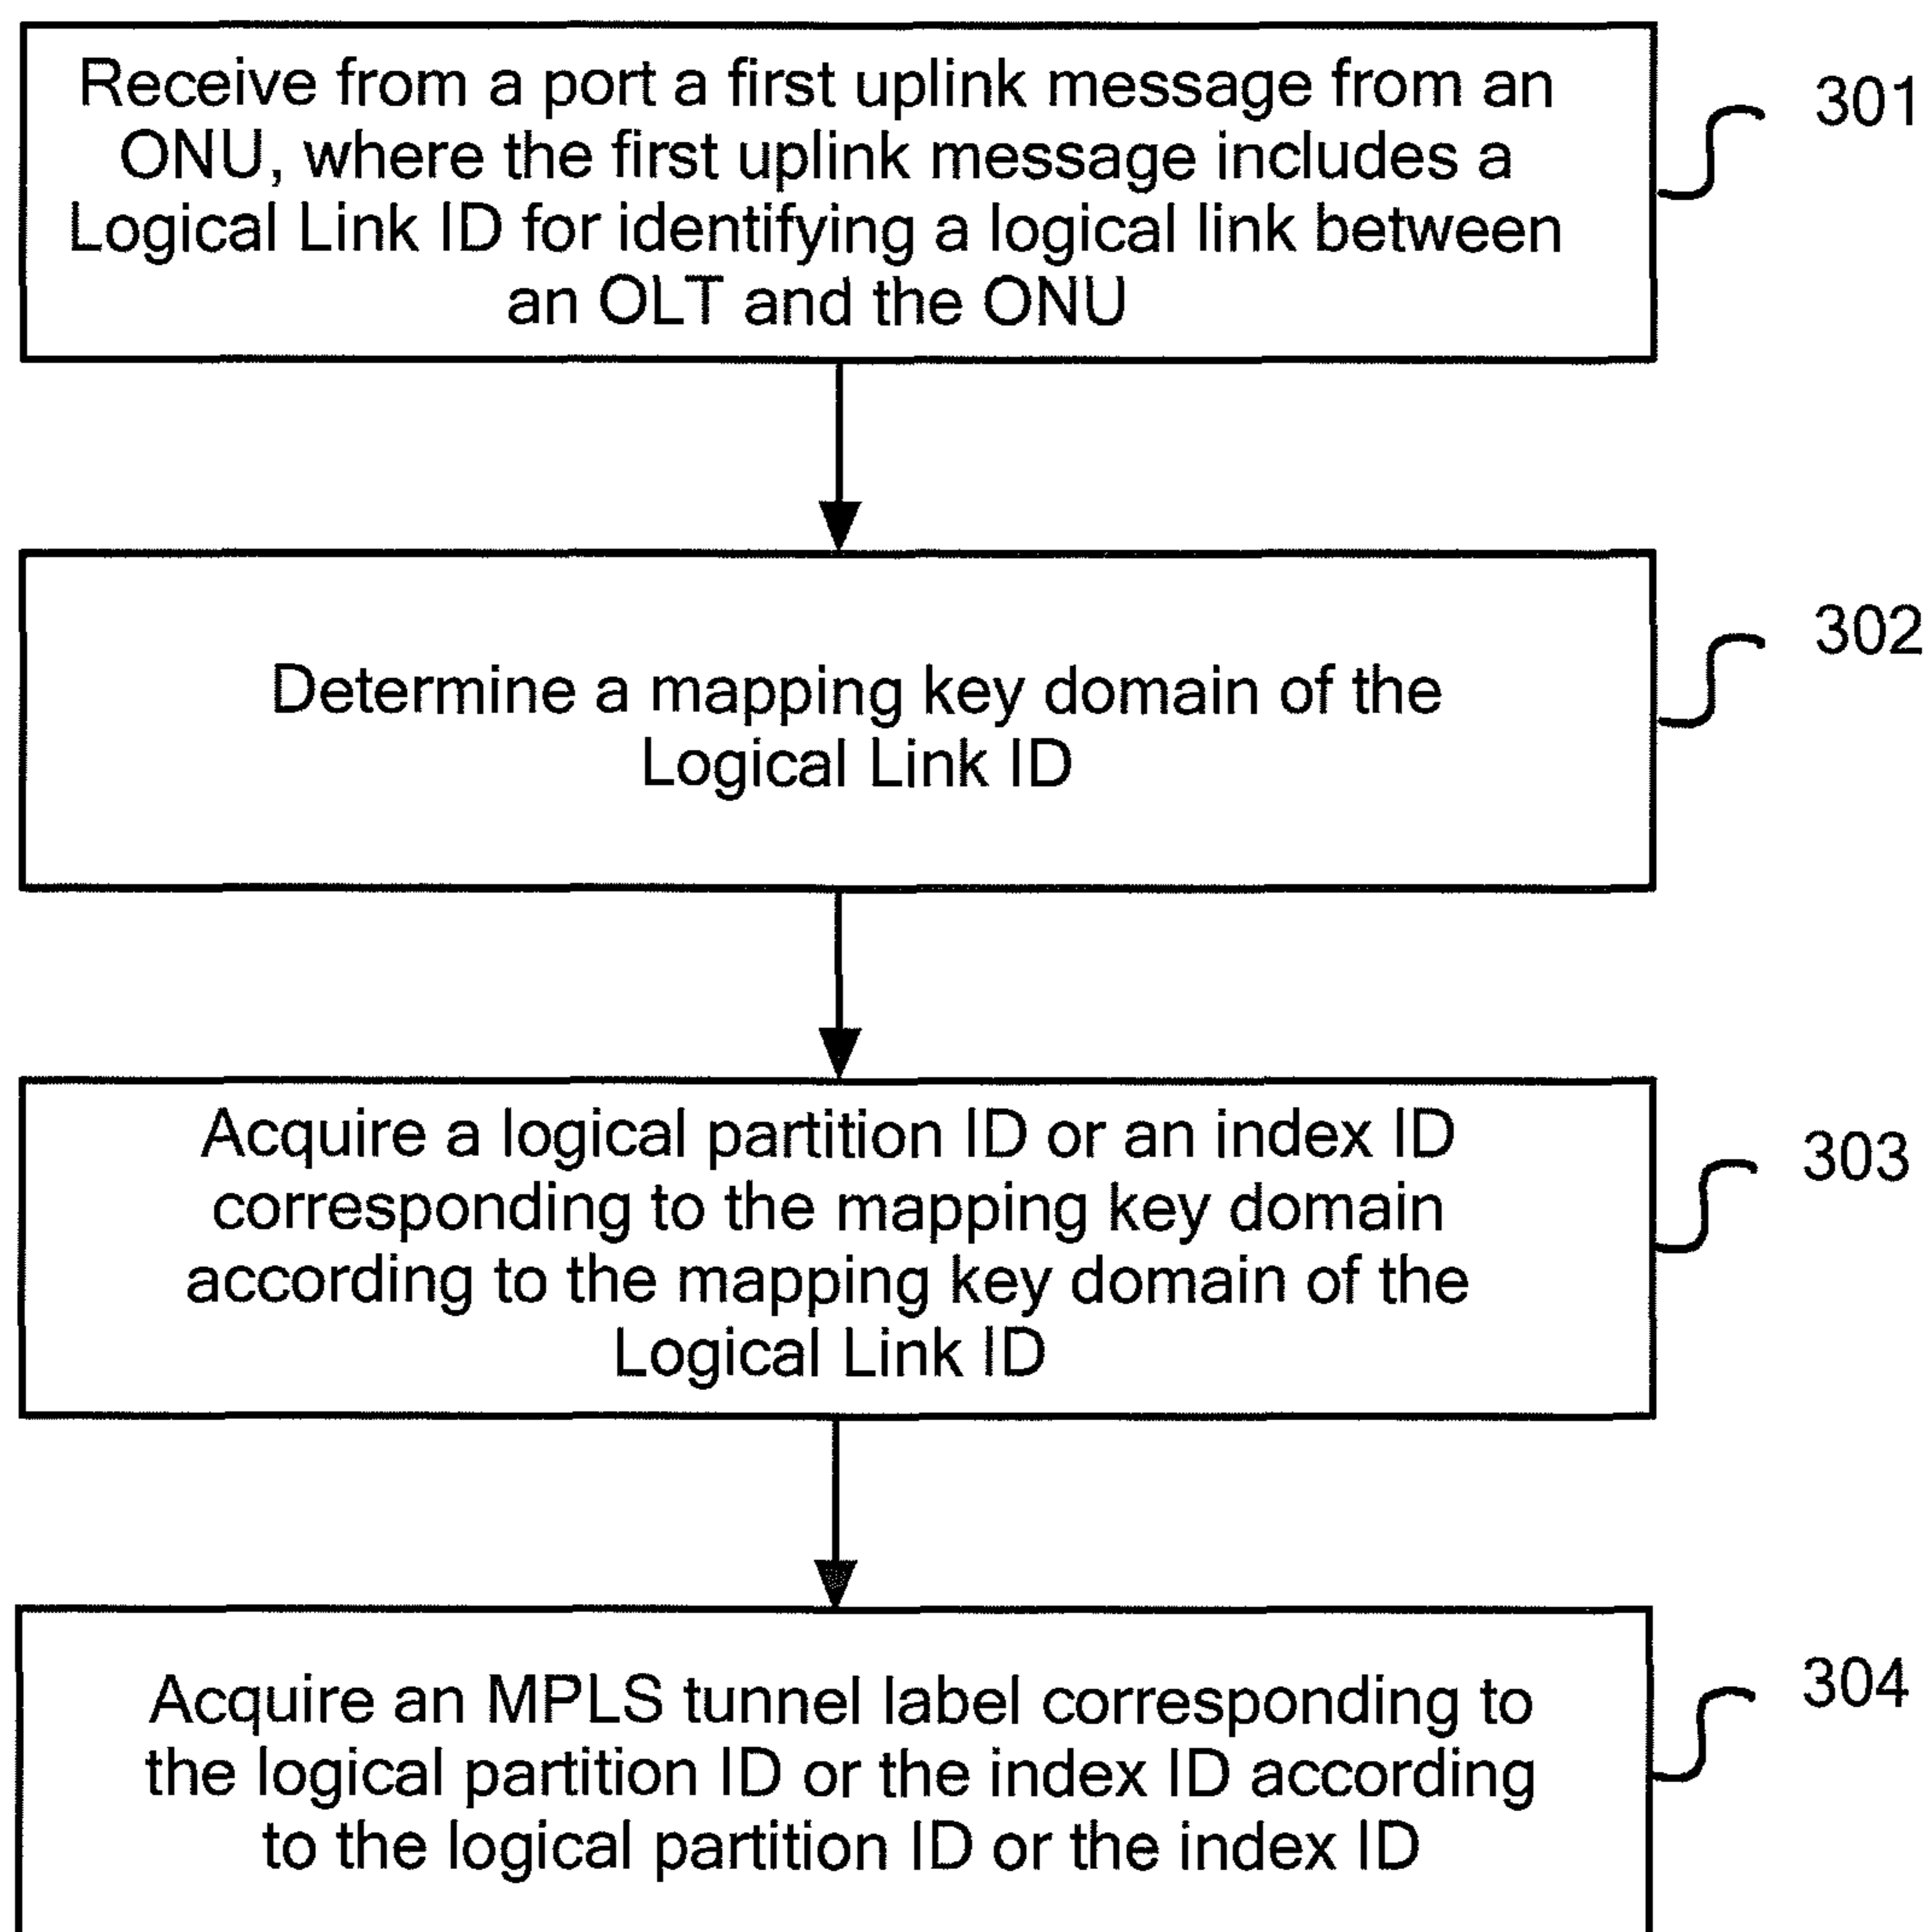 Receive from a port a first uplink message from an
ONU, where the first uplink message includes a
Logical Link ID for identifying a logical link between
an OLT and the ONU
301
Determine a mapping key domain of the
Logical Link ID
302
Acquire a logical partition ID or an index ID
corresponding to the mapping key domain
according to the mapping key domain of the
Logical Link ID
303
Acquire an MPLS tunnel label corresponding to
the logical partition ID or the index ID according
to the logical partition ID or the index ID
304